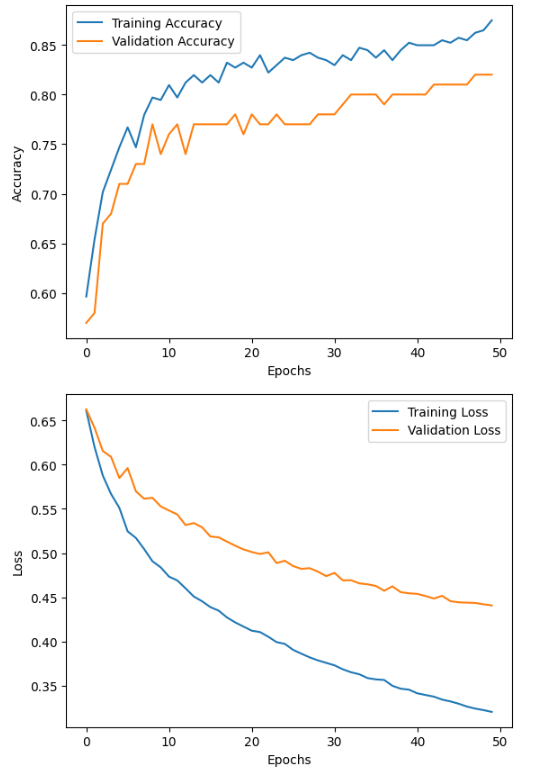 Training Accuracy
Validation Accuracy
0.85
0.80
0.75
0.70
0.65
0.60
Accuracy
0 10 20 30 40 50
Epochs
Training Loss
Validation Loss
0.65
0.60
0.55
0.50
0.45
0.40
0.35
Loss
0 10 20 30 40 50
Epochs